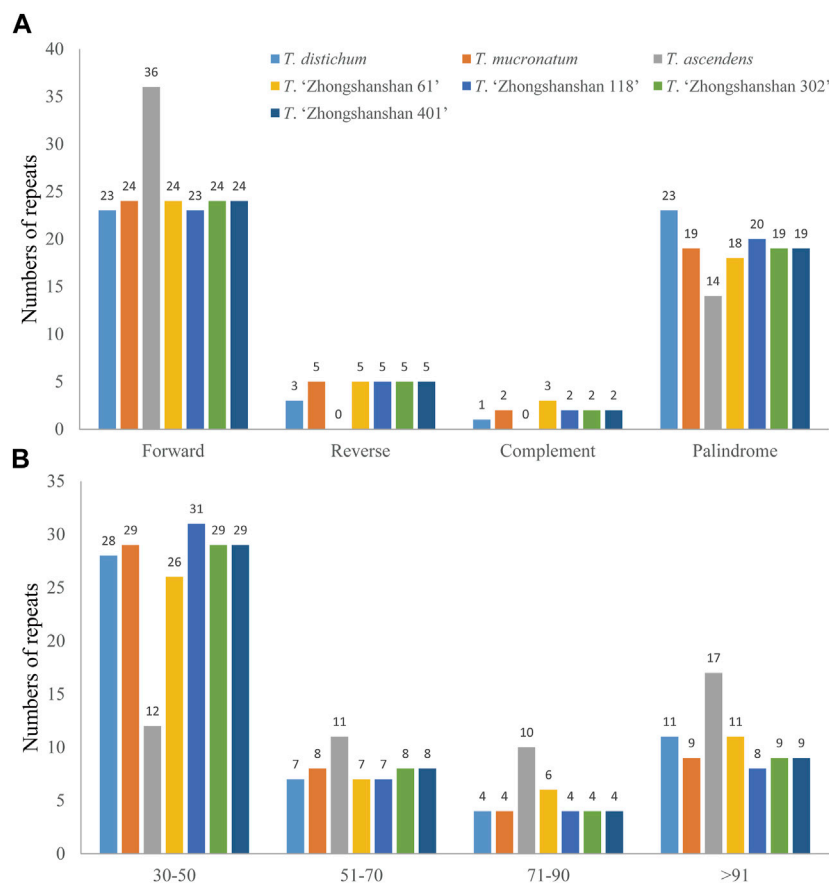 A
40
35
30
25
20
15
10
5
0
Numbers of repeats
T. distichum T. mucronatum T. ascendens
T. ‘Zhongshanshan 61’ T. ‘Zhongshanshan 118’ T. ‘Zhongshanshan 302’
T. ‘Zhongshanshan 401’
23 24 36 24 23 24 24
3 5 0 5 5 5 5
1 2 0 3 2 2 2
23 19 14 18 20 19 19
Forward Reverse Complement Palindrome
B
35
30
25
20
15
10
5
0
Numbers of repeats
28 29 12 26 31 29 29
7 8 11 7 7 8 8
4 4 10 6 4 4 4
11 9 17 11 8 9 9
30-50 51-70 71-90 >91